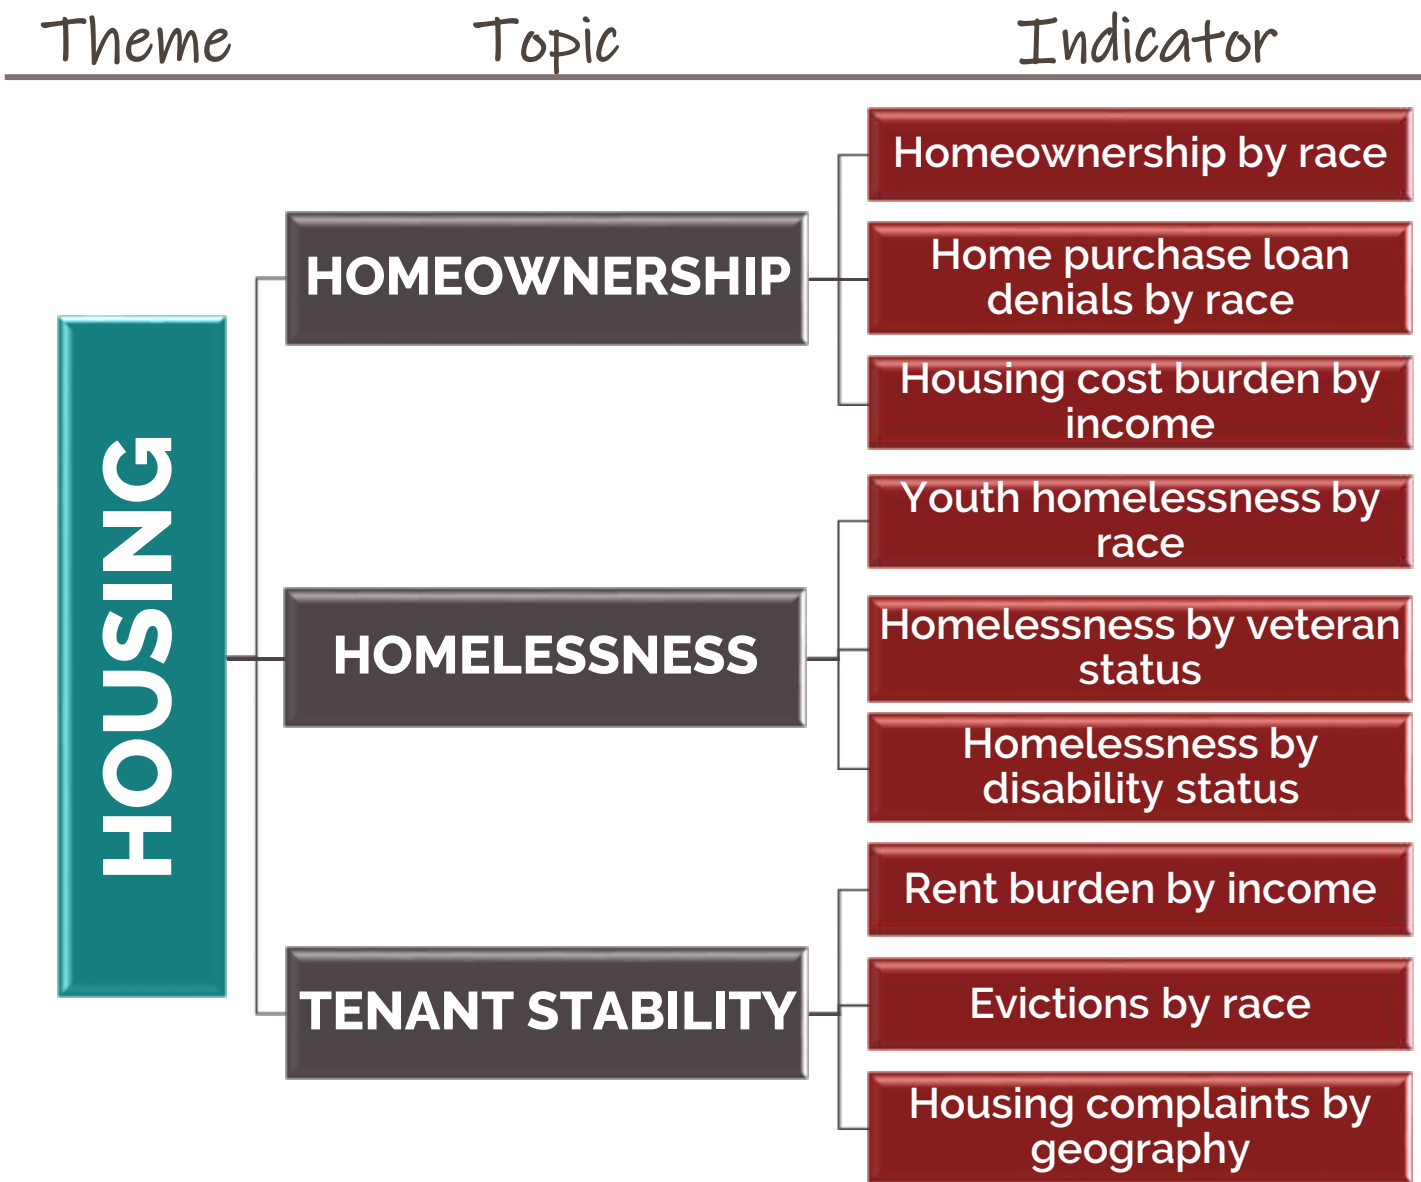 Theme Topic Indicator
HOUSING
HOMEOWNERSHIP
Homeownership by race
Home purchase loan
denials by race
Housing cost burden by
income
HOMELESSNESS
Youth homelessness by
race
Homelessness by veteran
status
Homelessness by
disability status
TENANT STABILITY
Rent burden by income
Evictions by race
Housing complaints by
geography